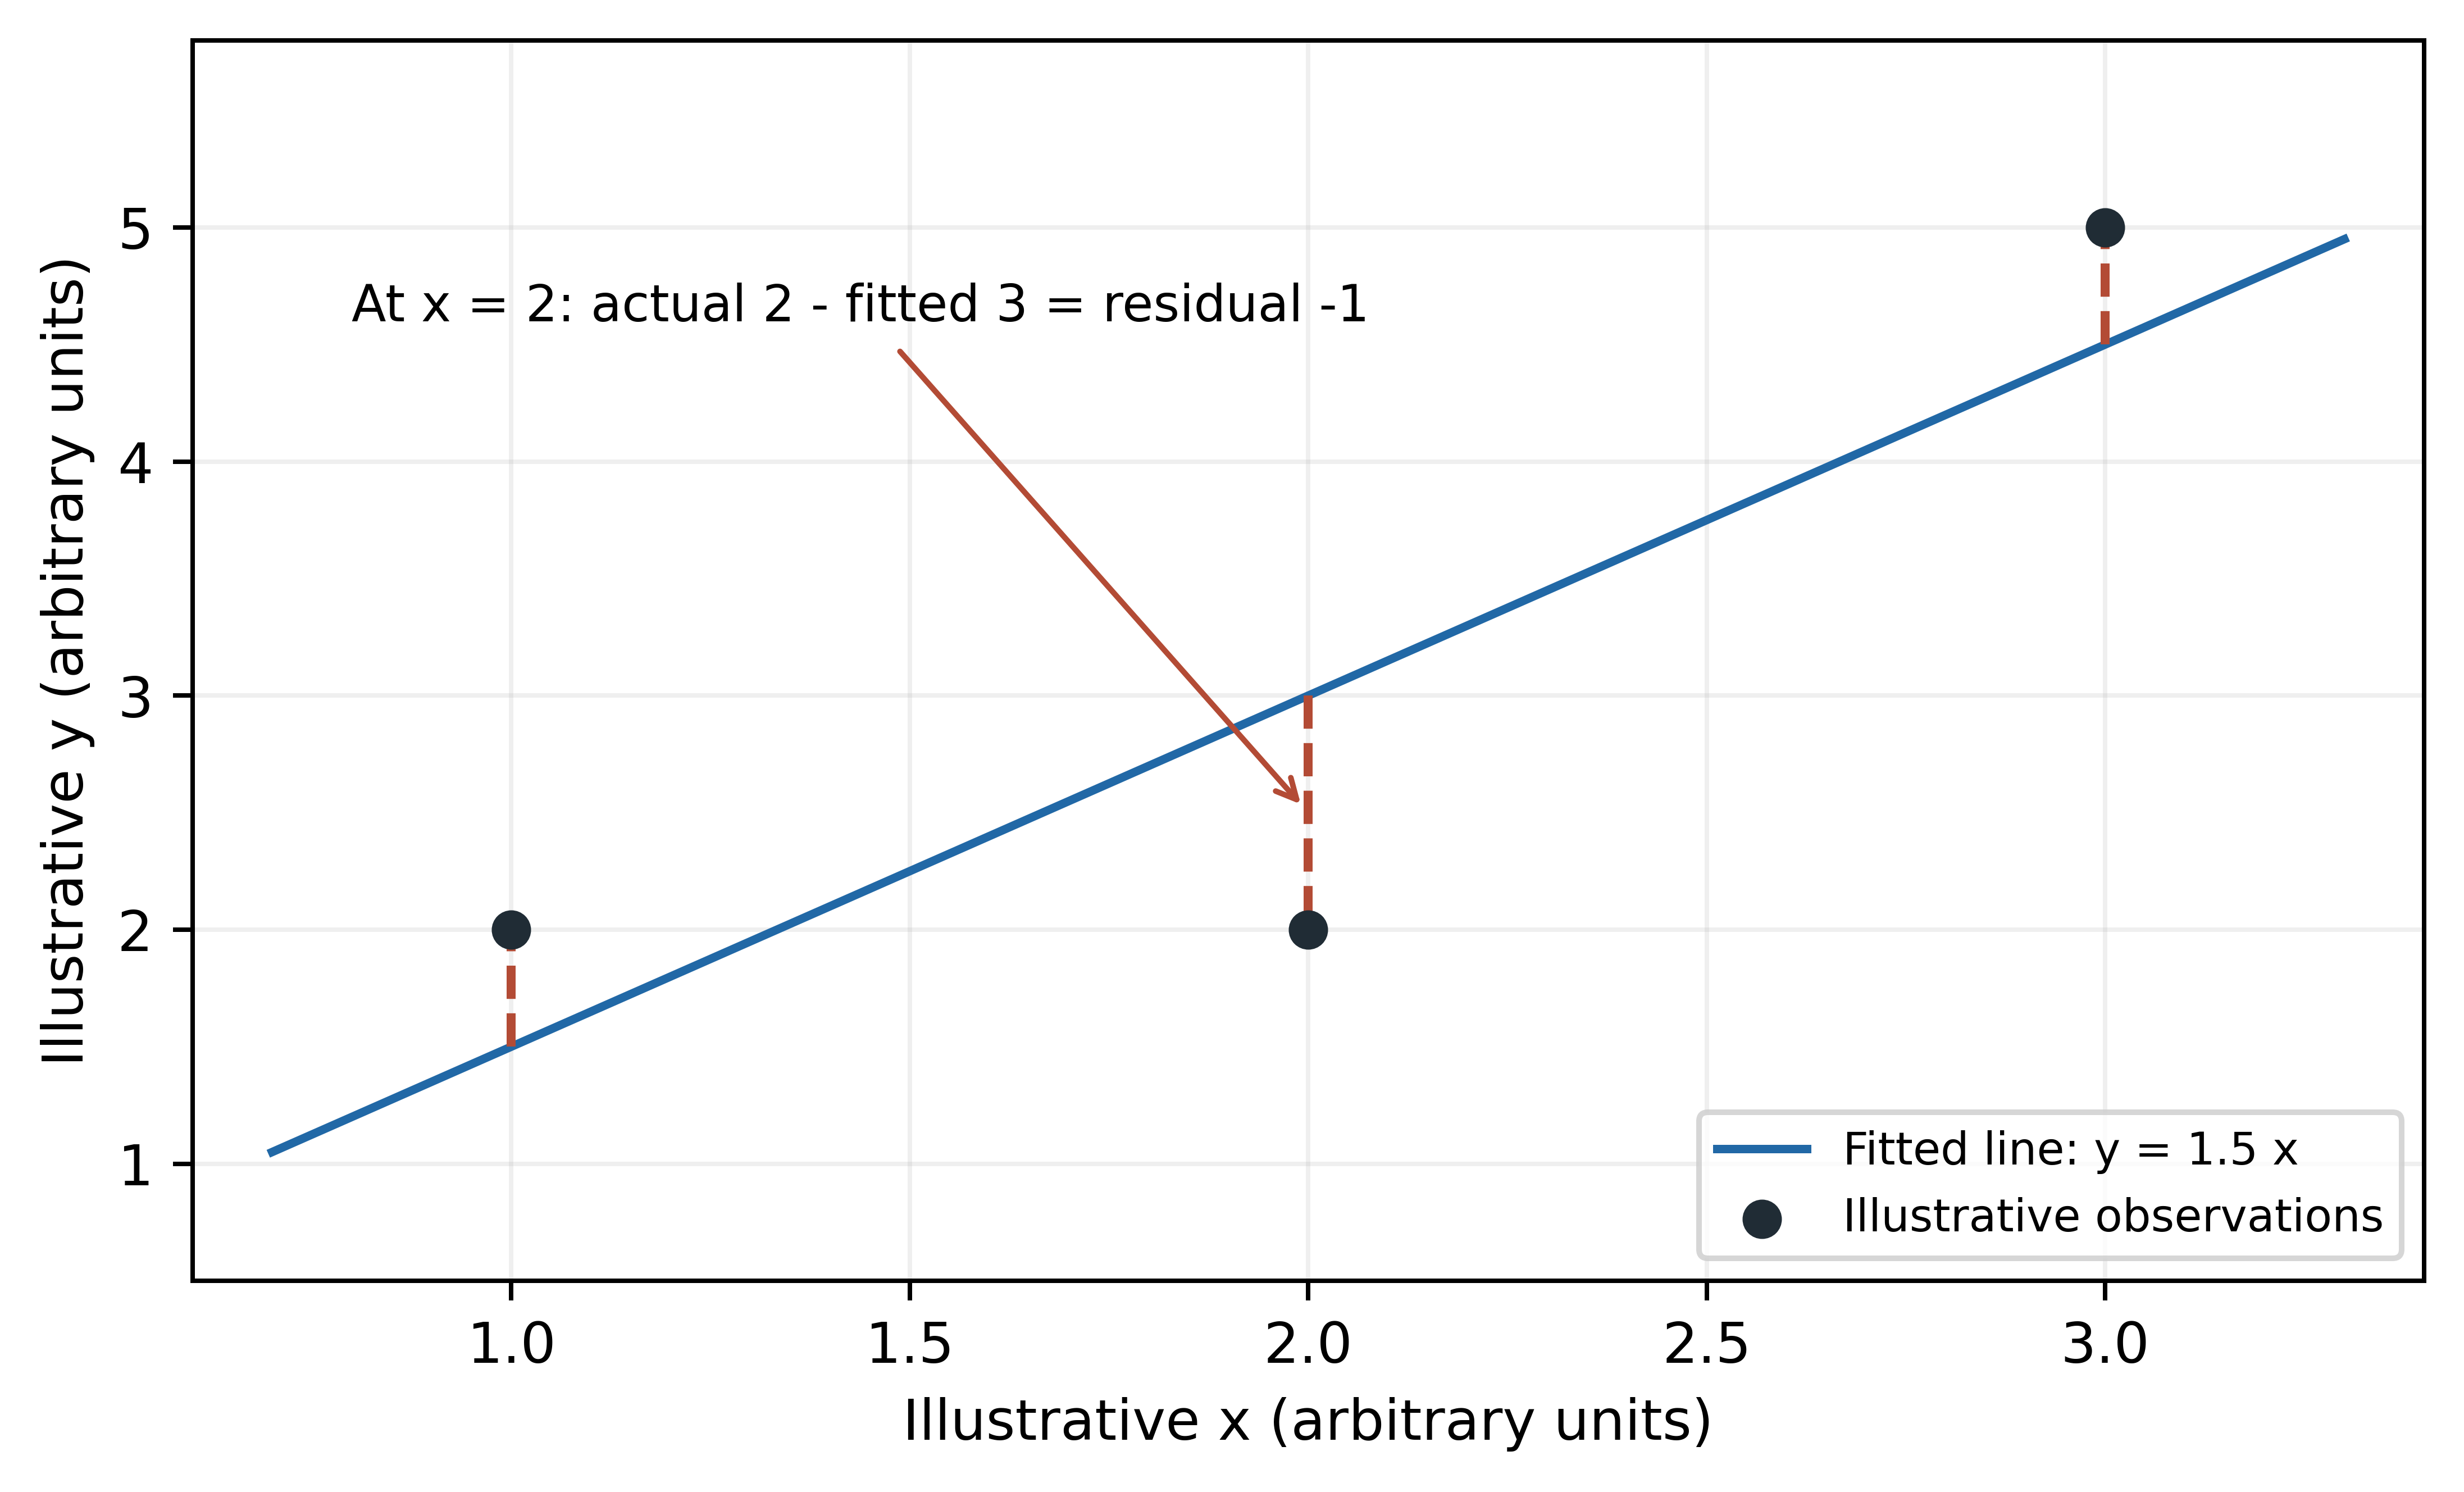 5
At x = 2: actual 2 - fitted 3 = residual -1
4
3
2
1
Illustrative y (arbitrary units)
Fitted line: y = 1.5 x
Illustrative observations
1.0 1.5 2.0 2.5 3.0
Illustrative x (arbitrary units)